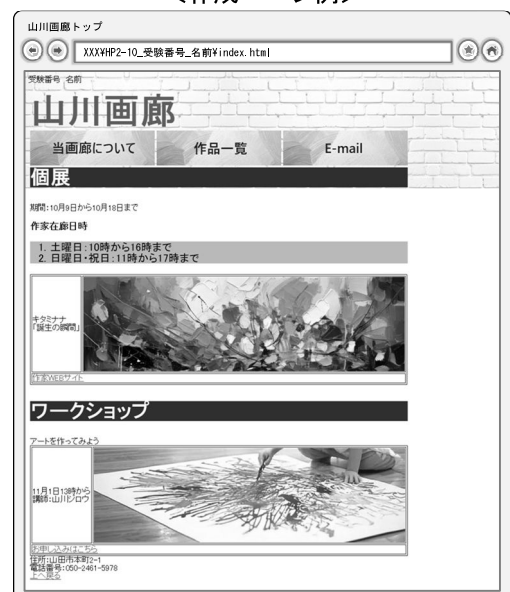 山川画廊トップ
XXX¥HP2-10_受験番号_名前¥index.html
受験番号 名前
山川画廊
当画廊について 作品一覧 E-mail
個展
期間:10月9日から10月18日まで
作家在廊日時
1. 土曜日:10時から16時まで
2. 日曜日・祝日:11時から17時まで
キタミナナ
「誕生の瞬間」
作家WEBサイト
ワークショップ
アートを作ってみよう
11月1日13時から
講師:山川ジロウ
お申し込みはこちら
住所:山田市本町2-1
電話番号:050-2461-5978
上へ戻る